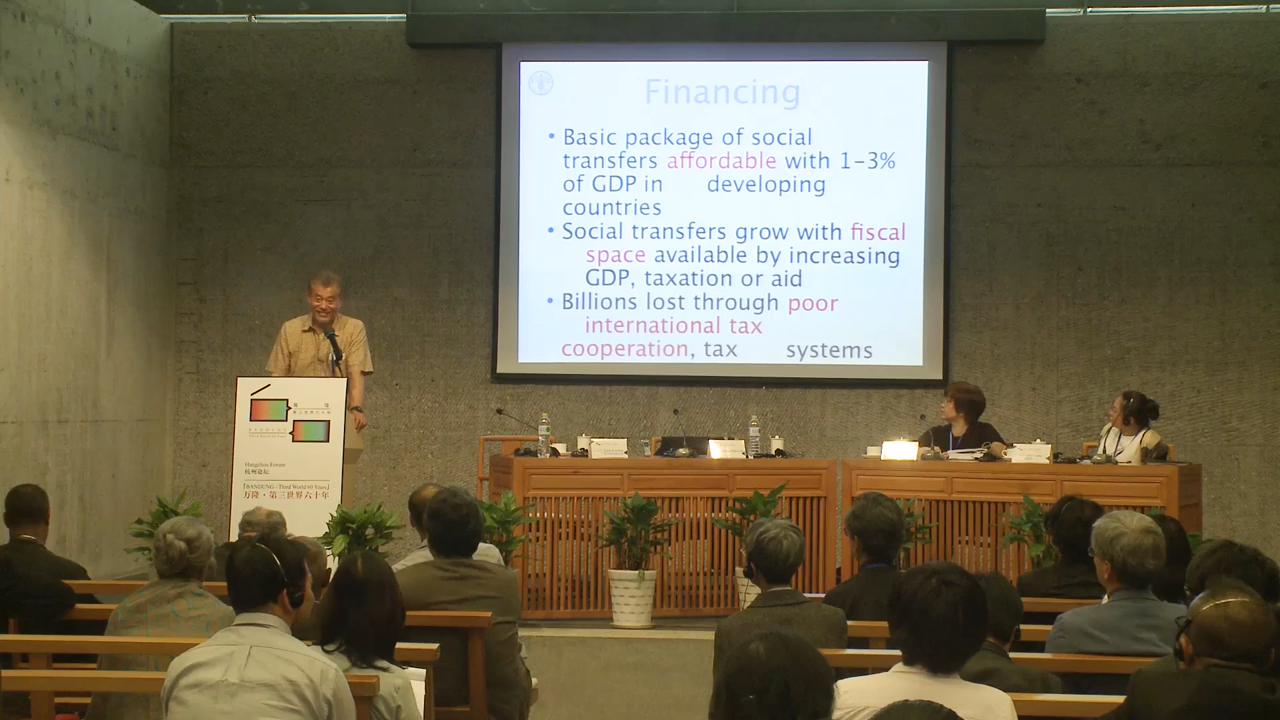 Financing
• Basic package of social
transfers affordable with 1-3%
of GDP in developing
countries
• Social transfers grow with fiscal
space available by increasing
GDP, taxation or aid
• Billions lost through poor
international tax
cooperation, tax systems
Hangzhou Forum
杭州论坛
「BANDUNG - Third World 60 Years」
万隆·第三世界六十年